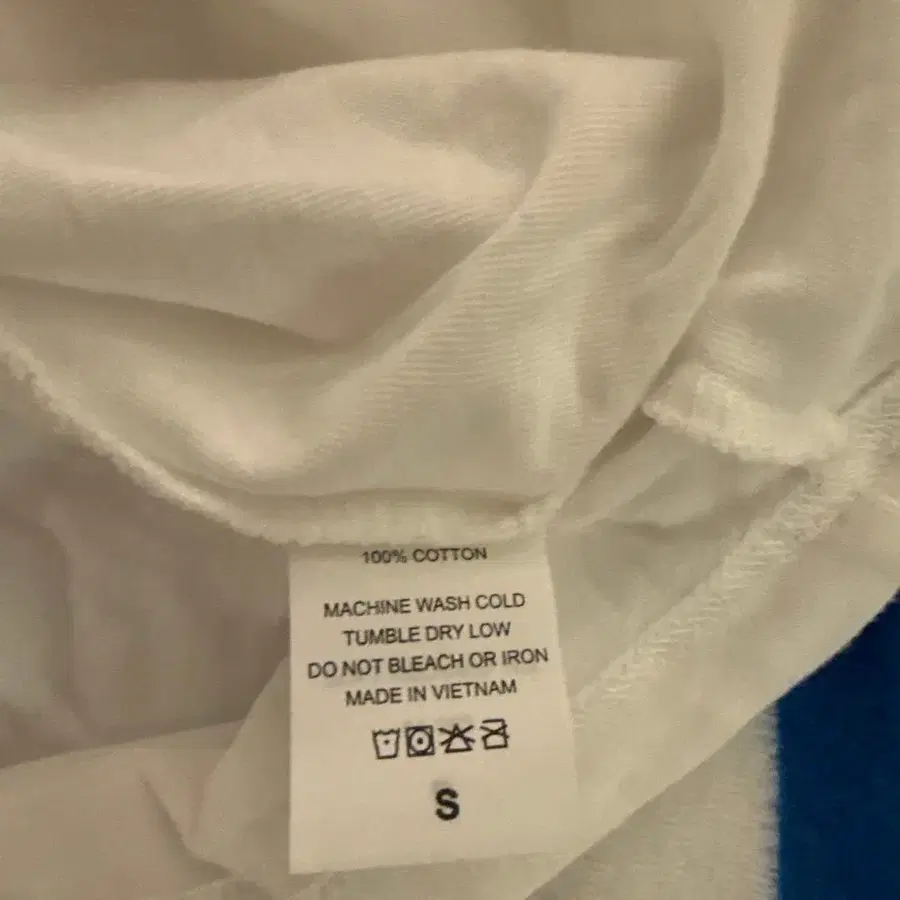 100% COTTON
MACHINE WASH COLD
TUMBLE DRY LOW
DO NOT BLEACH OR IRON
MADE IN VIETNAM
S